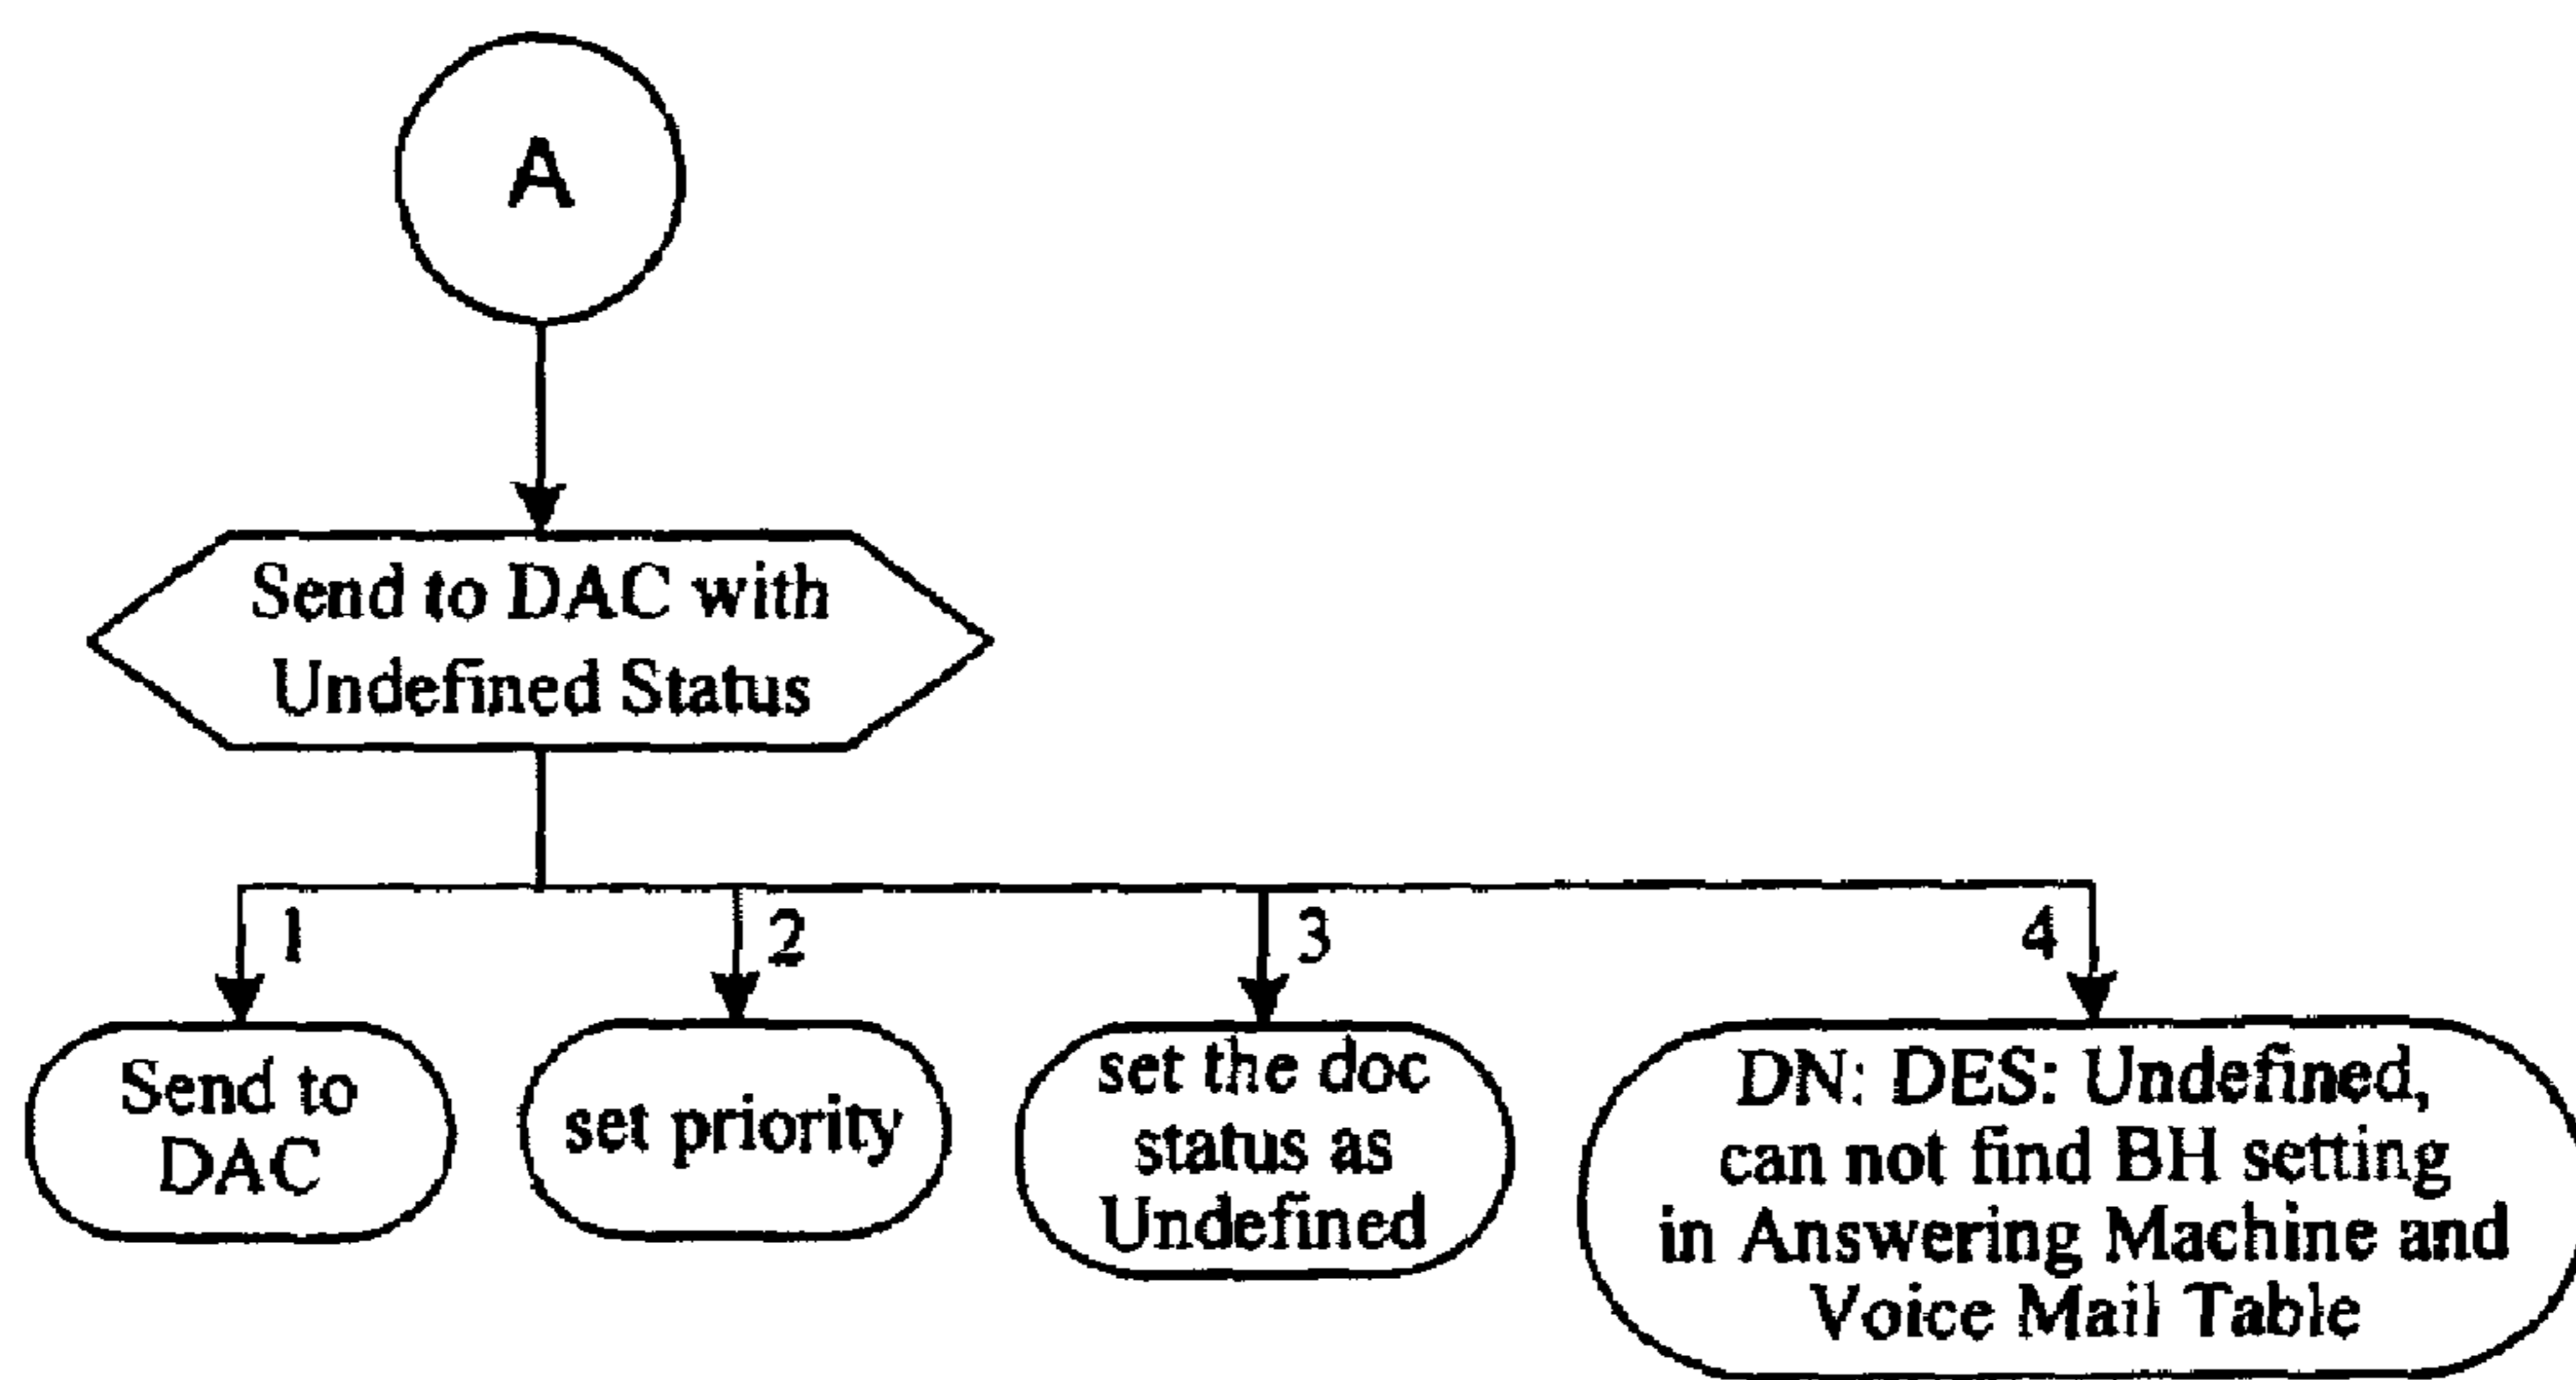 A
Send to DAC with
Undefined Status
1
2
3
4
Send to
DAC
set priority
set the doc
status as
Undefined
DN: DES: Undefined,
can not find BH setting
in Answering Machine and
Voice Mail Table